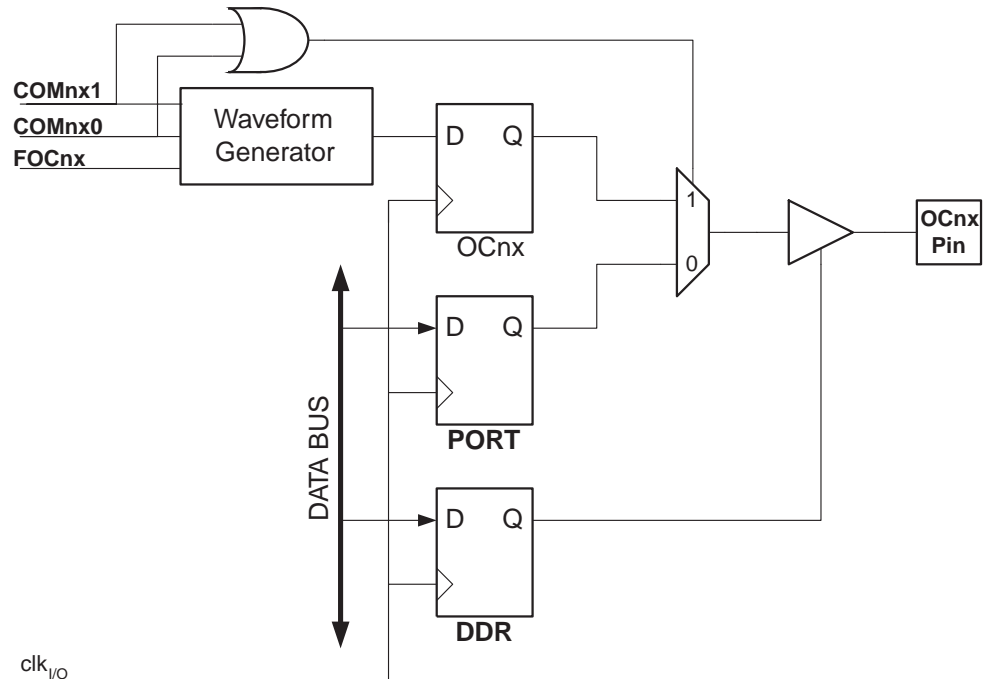 COMnx1
COMnx0
FOCnx
Waveform
Generator
D Q
OCnx
1
0
OCnx
Pin
D Q
PORT
DATA BUS
D Q
DDR
clkI/O